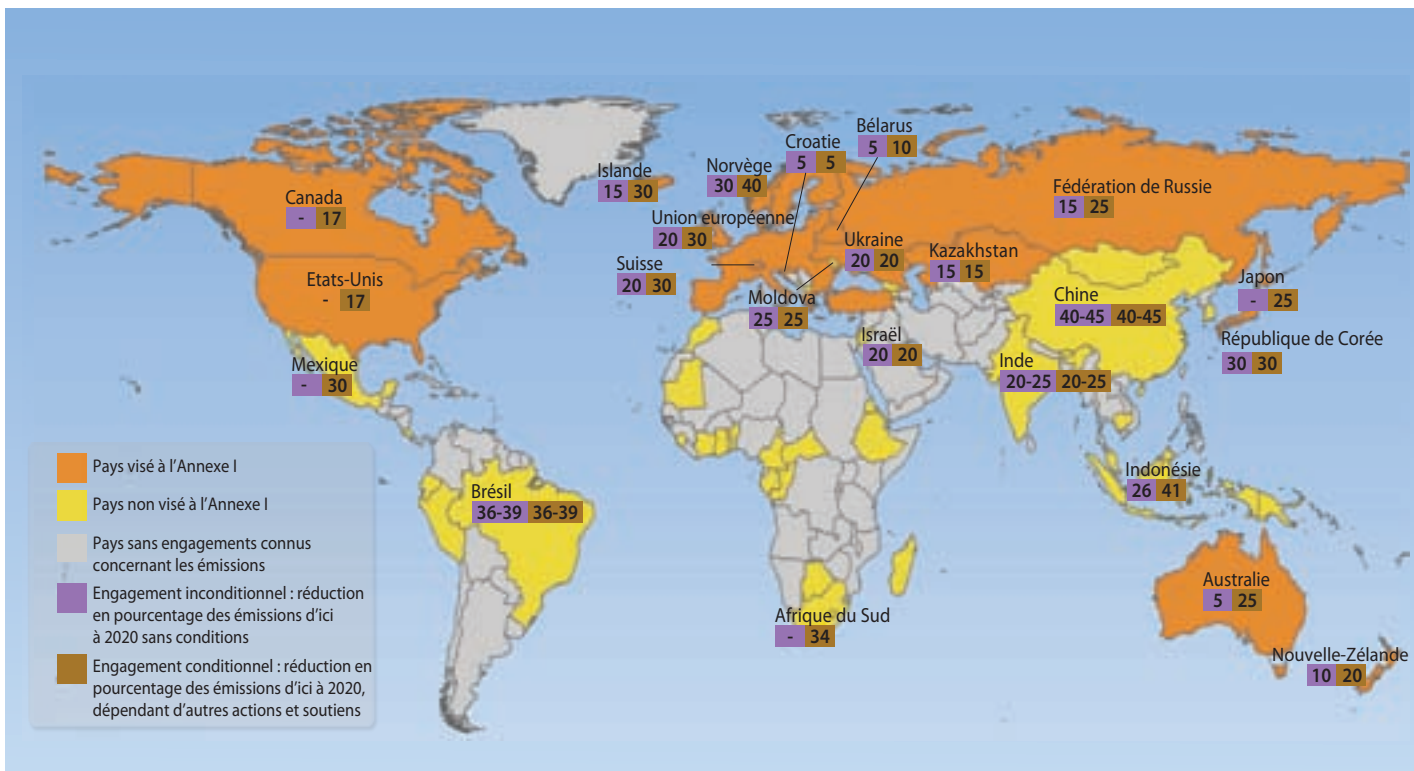 Croatie
5 5
Bélarus
5 10
Islande
15 30
Norvège
30 40
Canada
- 17
Fédération de Russie
15 25
Union européenne
20 30
Ukraine
20 20
Kazakhstan
15 15
Suisse
20 30
Etats-Unis
- 17
Moldova
25 25
Chine
40-45 40-45
Japon
- 25
Israël
20 20
République de Corée
30 30
Mexique
- 30
Inde
20-25 20-25
Pays visé à l'Annexe I
Pays non visé à l'Annexe I
Pays sans engagements connus
concernant les émissions
Engagement inconditionnel : réduction
en pourcentage des émissions d'ici
à 2020 sans conditions
Engagement conditionnel : réduction en
pourcentage des émissions d'ici à 2020,
dépendant d'autres actions et soutiens
Brésil
36-39 36-39
Indonésie
26 41
Afrique du Sud
- 34
Australie
5 25
Nouvelle-Zélande
10 20